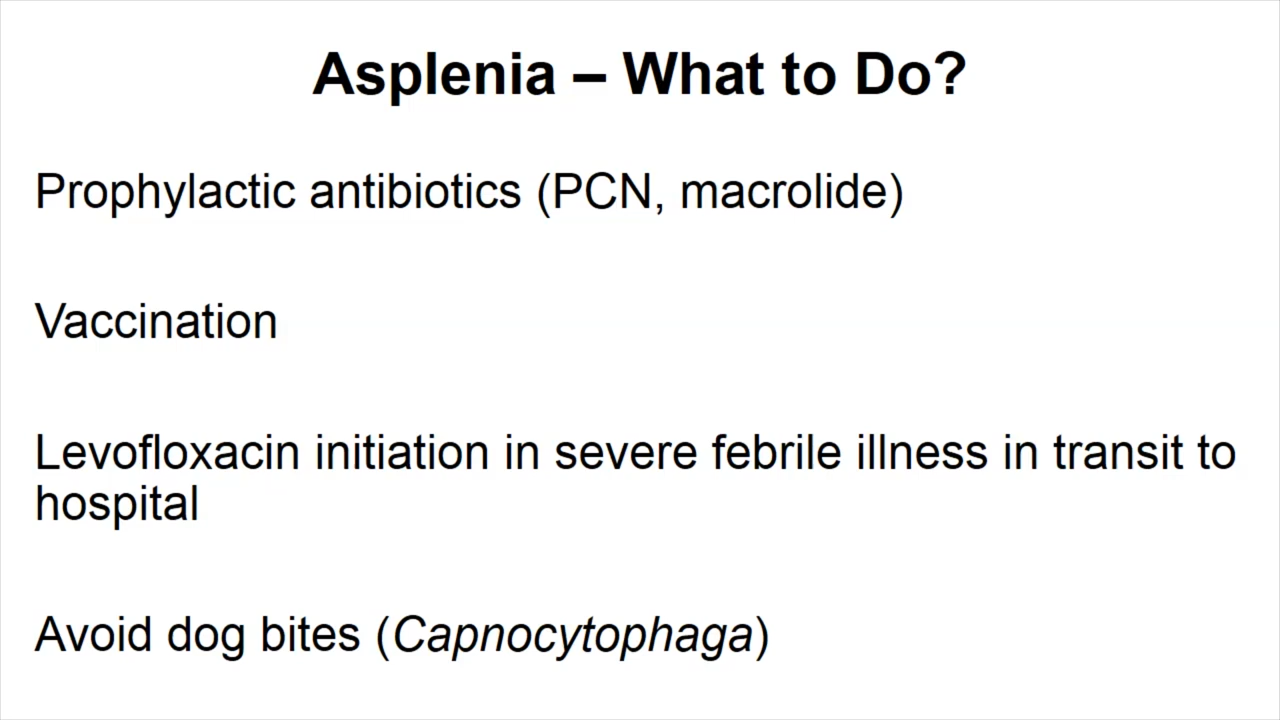 Asplenia – What to Do?
Prophylactic antibiotics (PCN, macrolide)
Vaccination
Levofloxacin initiation in severe febrile illness in transit to
hospital
Avoid dog bites (Capnocytophaga)